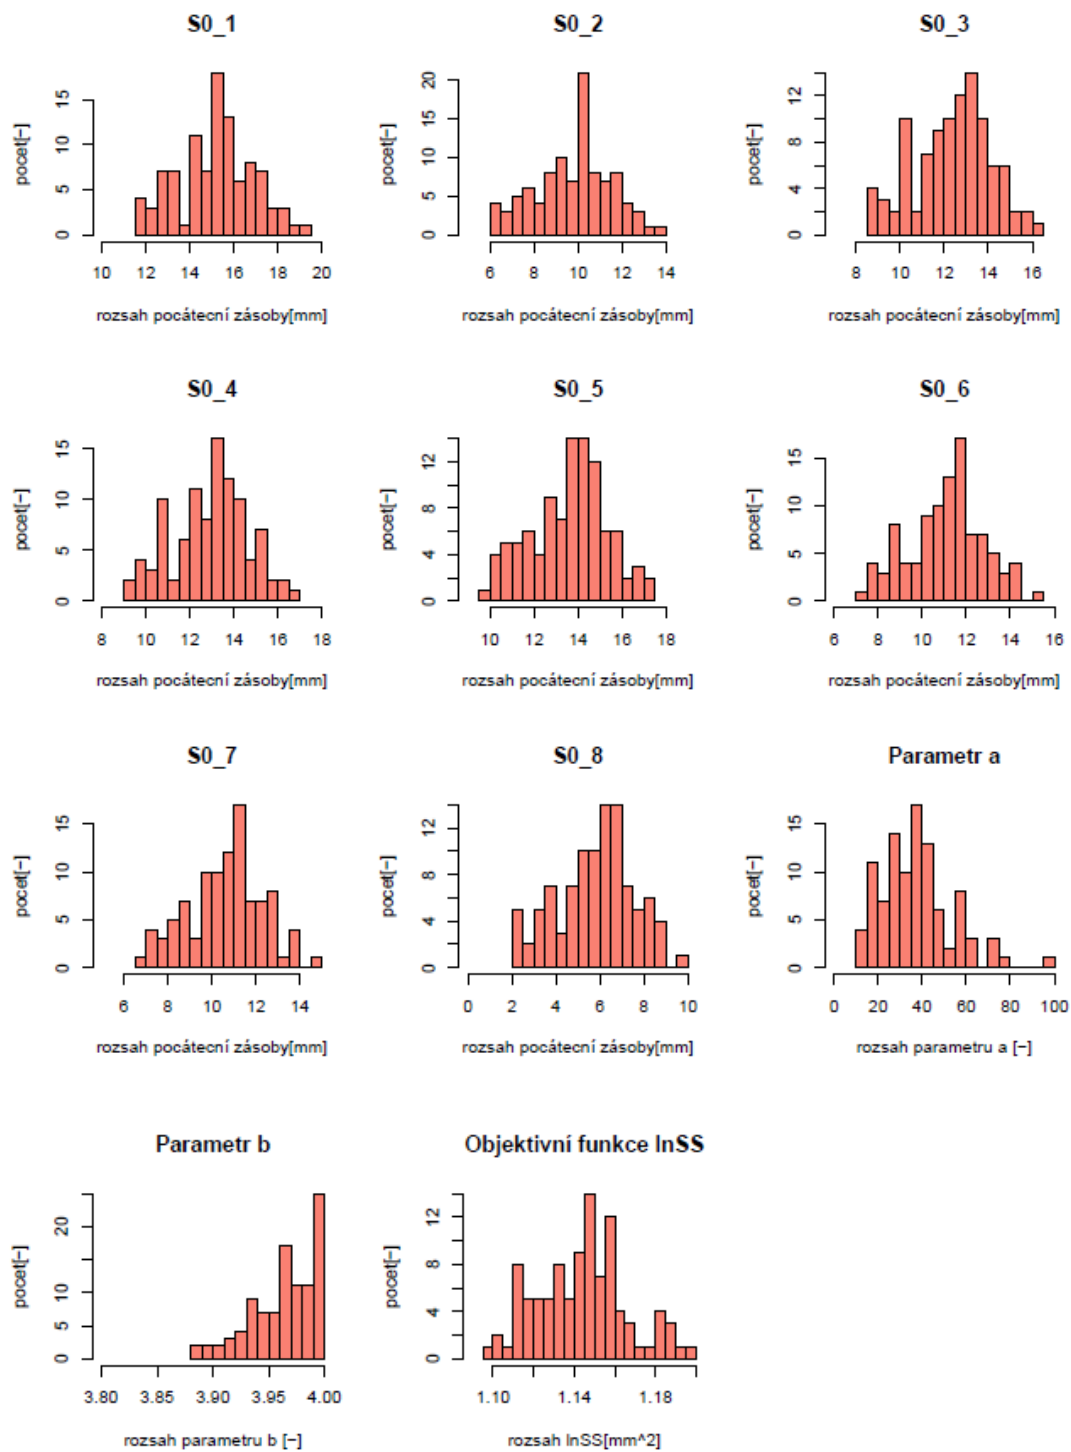 S0_1
S0_2
S0_3
pocet[−]
0 5 10 15
10 12 14 16 18 20
rozsah pocátecní zásoby[mm]
pocet[−]
0 5 10 15 20
6 8 10 12 14
rozsah pocátecní zásoby[mm]
pocet[−]
0 4 8 12
8 10 12 14 16
rozsah pocátecní zásoby[mm]
S0_4
S0_5
S0_6
pocet[−]
0 5 10 15
8 10 12 14 16 18
rozsah pocátecní zásoby[mm]
pocet[−]
0 4 8 12
10 12 14 16 18
rozsah pocátecní zásoby[mm]
pocet[−]
0 5 10 15
6 8 10 12 14 16
rozsah pocátecní zásoby[mm]
S0_7
S0_8
Parametr a
pocet[−]
0 5 10 15
6 8 10 12 14
rozsah pocátecní zásoby[mm]
pocet[−]
0 4 8 12
0 2 4 6 8 10
rozsah pocátecní zásoby[mm]
pocet[−]
0 5 10 15
0 20 40 60 80 100
rozsah parametru a [−]
Parametr b
Objektivní funkce lnSS
pocet[−]
0 5 10 20
3.80 3.85 3.90 3.95 4.00
rozsah parametru b [−]
pocet[−]
0 4 8 12
1.10 1.14 1.18
rozsah lnSS[mm^2]